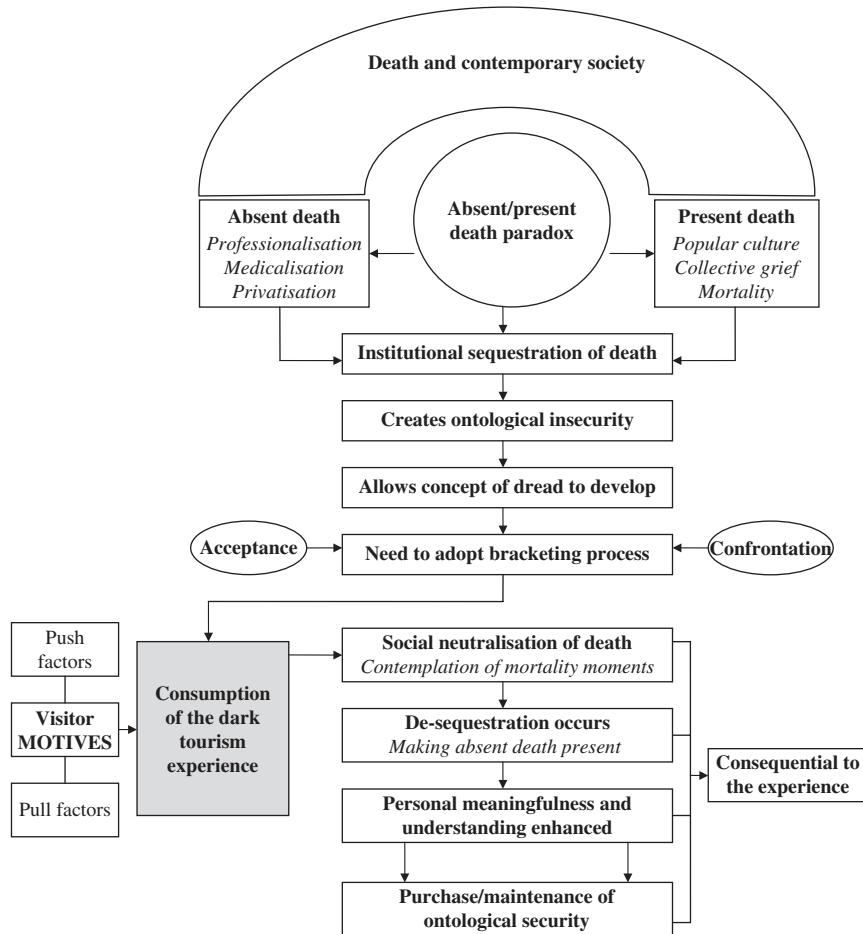 Death and contemporary society
Absent death
Professionalisation
Medicalisation
Privatisation
Absent/present
death paradox
Present death
Popular culture
Collective grief
Mortality
Institutional sequestration of death
Creates ontological insecurity
Allows concept of dread to develop
Acceptance
Need to adopt bracketing process
Confrontation
Push
factors
Visitor
MOTIVES
Pull factors
Consumption
of the dark
tourism
experience
Social neutralisation of death
Contemplation of mortality moments
De-sequestration occurs
Making absent death present
Personal meaningfulness and
understanding enhanced
Purchase/maintenance of
ontological security
Consequential to
the experience